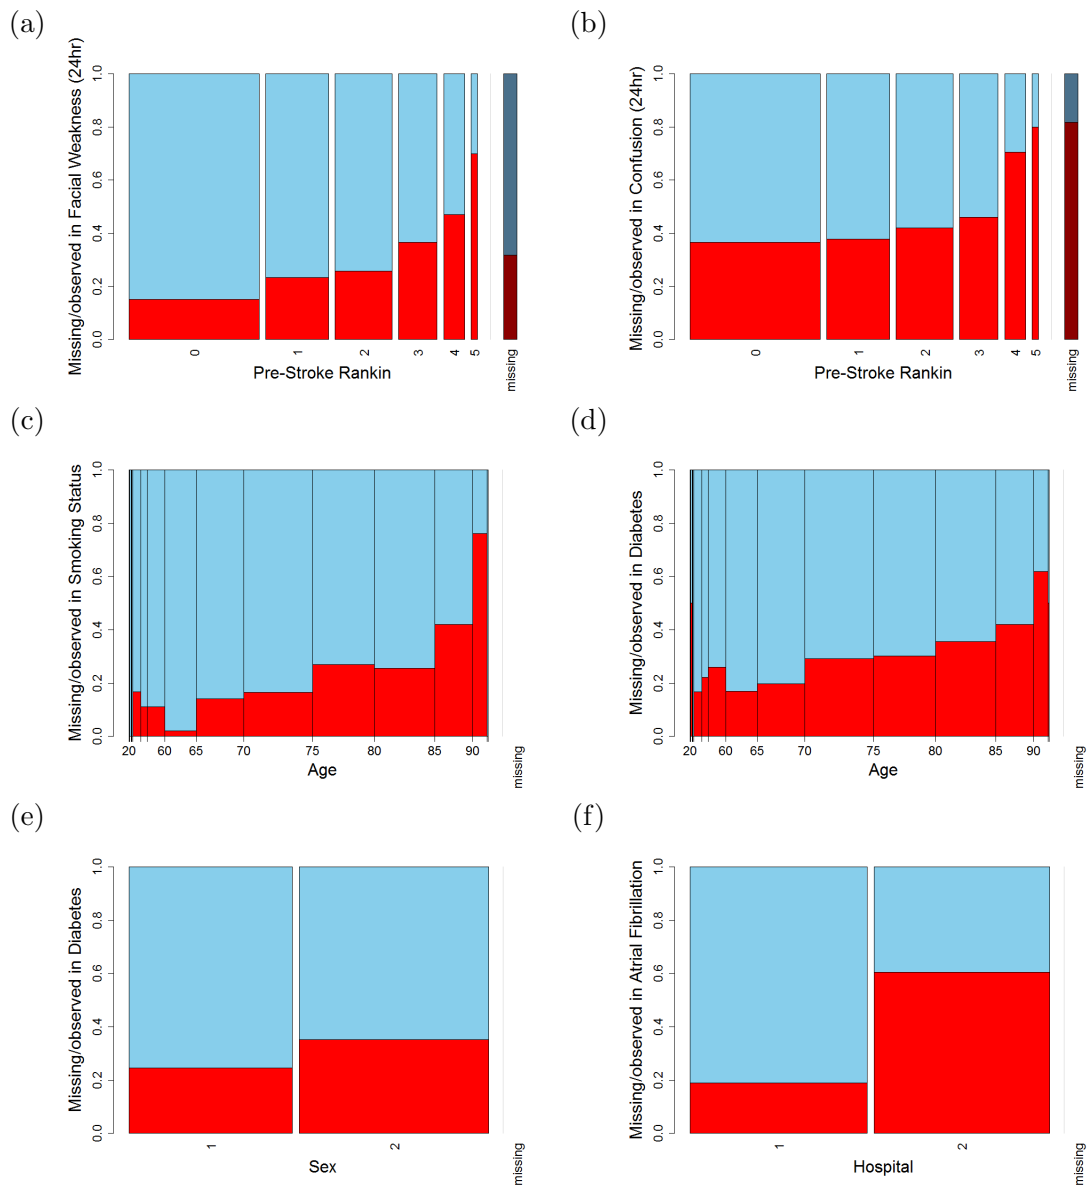 (a)
Missing/observed in Facial Weakness (24hr)
0.0 0.2 0.4 0.6 0.8 1.0
0 1 2 3 4 5 missing
Pre-Stroke Rankin
(b)
Missing/observed in Confusion (24hr)
0.0 0.2 0.4 0.6 0.8 1.0
0 1 2 3 4 5 missing
Pre-Stroke Rankin
(c)
Missing/observed in Smoking Status
0.0 0.2 0.4 0.6 0.8 1.0
20 60 65 70 75 80 85 90 missing
Age
(d)
Missing/observed in Diabetes
0.0 0.2 0.4 0.6 0.8 1.0
20 60 65 70 75 80 85 90 missing
Age
(e)
Missing/observed in Diabetes
0.0 0.2 0.4 0.6 0.8 1.0
1 2 missing
Sex
(f)
Missing/observed in Atrial Fibrillation
0.0 0.2 0.4 0.6 0.8 1.0
1 2 missing
Hospital